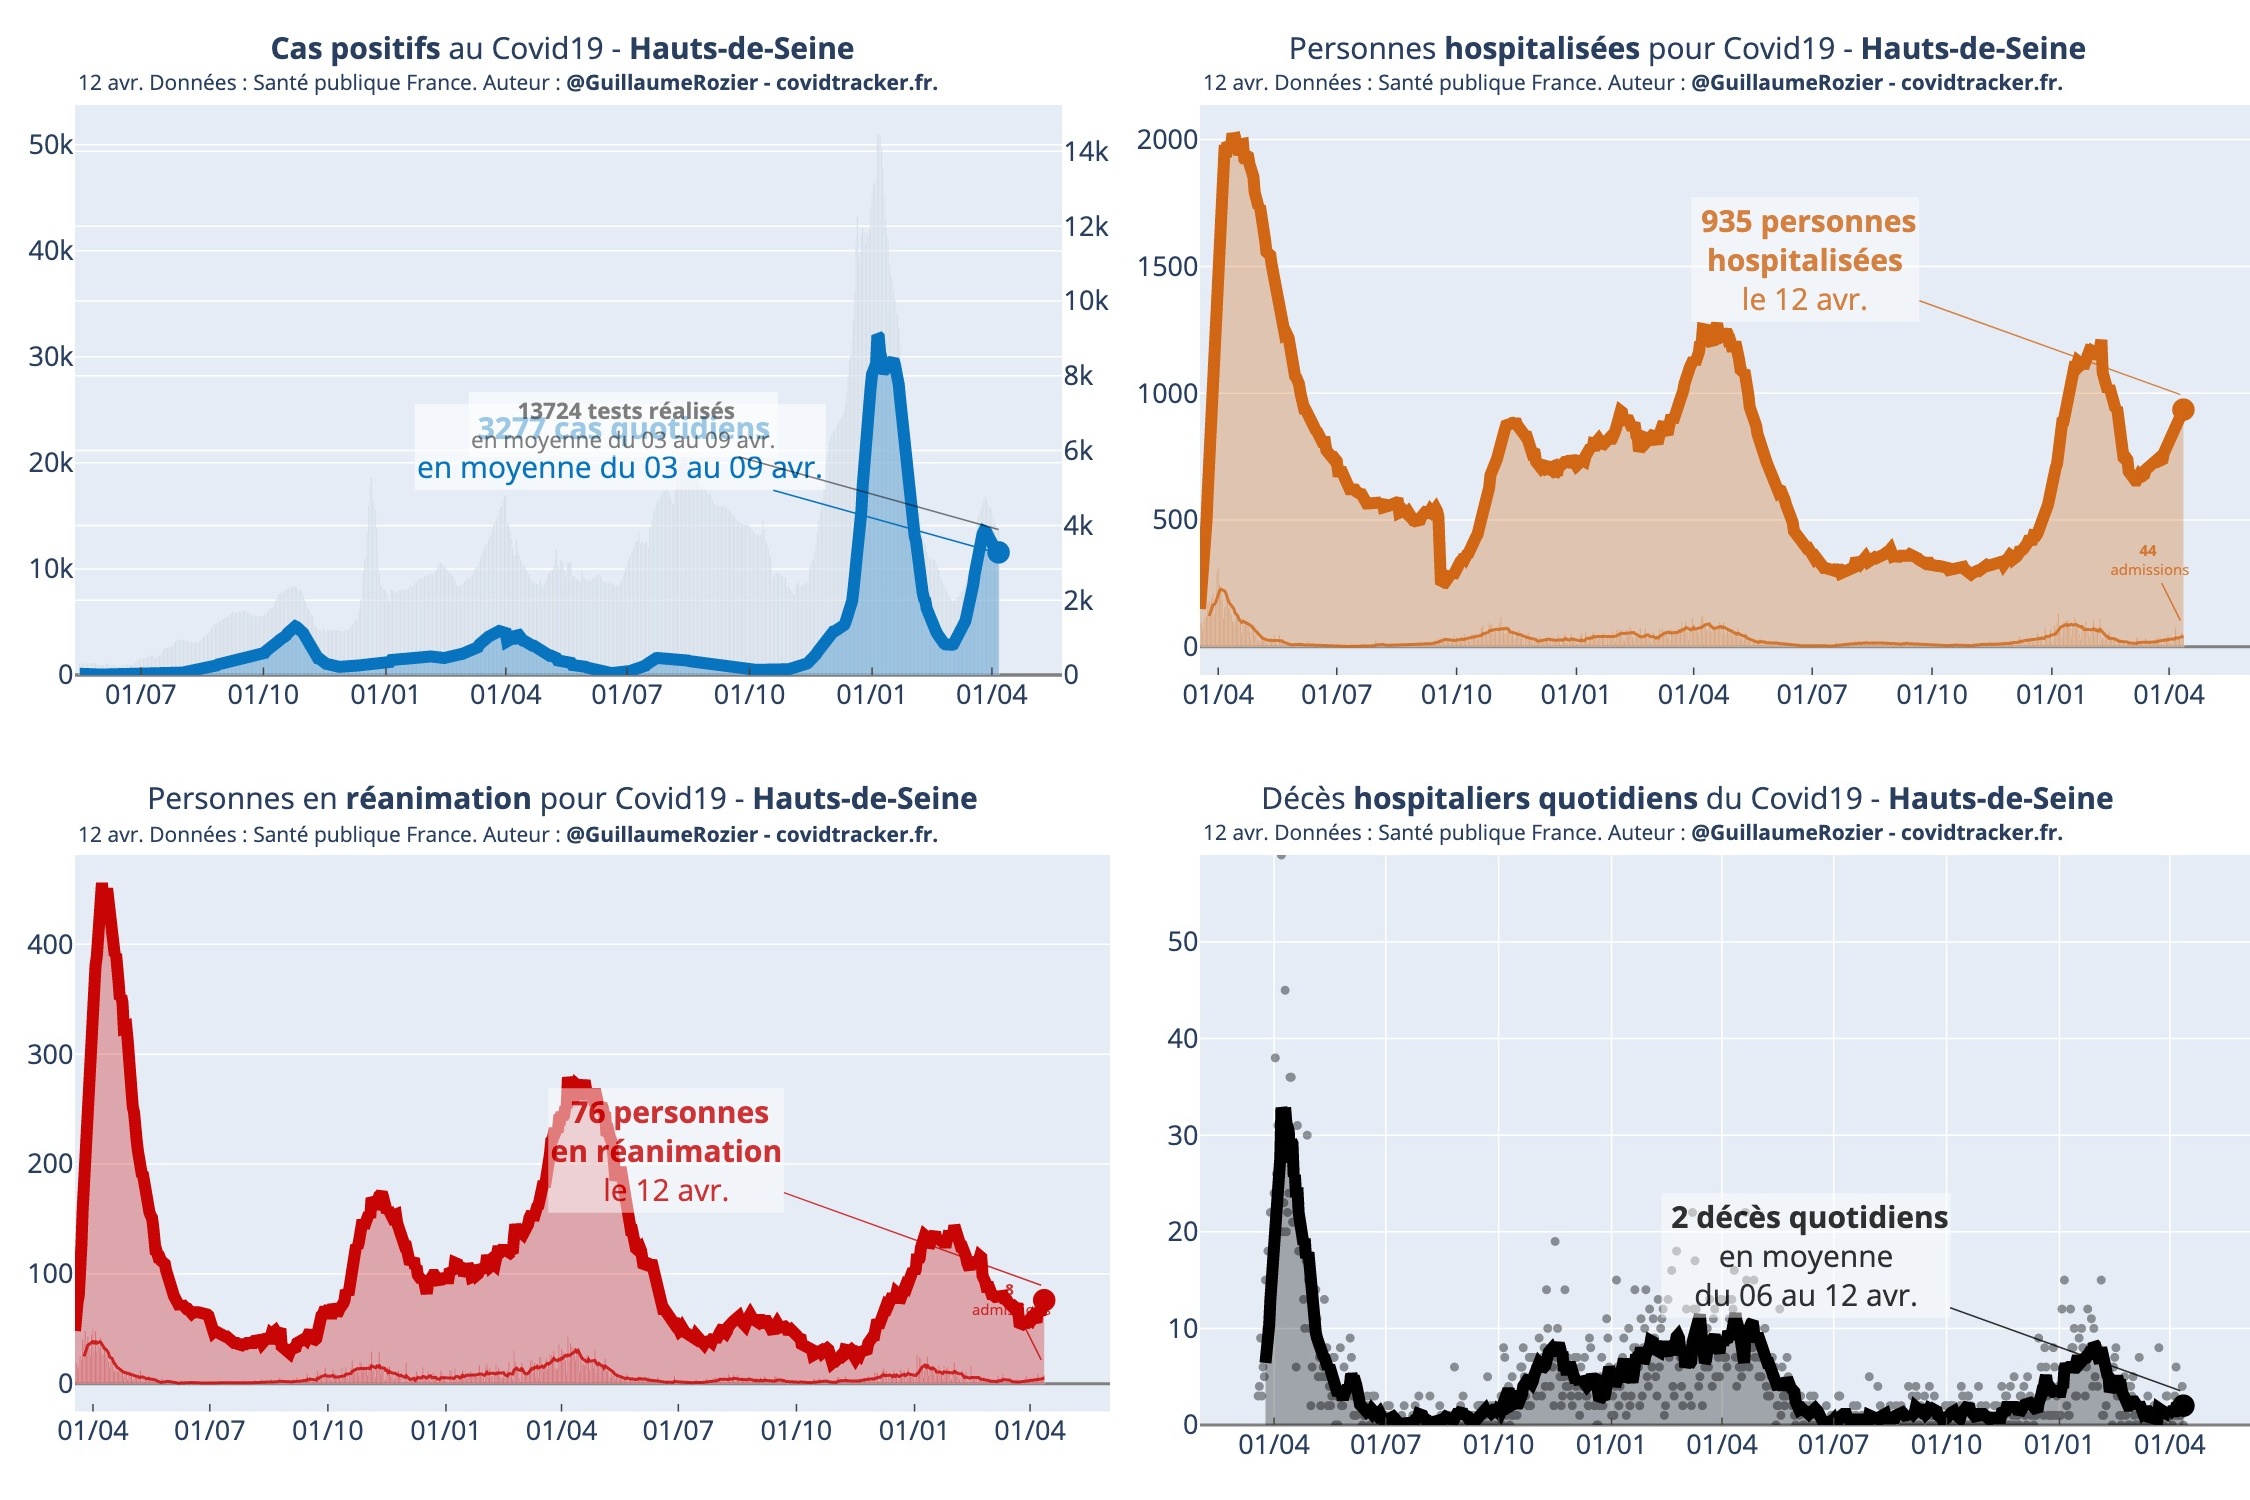 Cas positifs au Covid19 - Hauts-de-Seine
12 avr. Données : Santé publique France. Auteur : @GuillaumeRozier - covidtracker.fr.
50k
40k
30k
20k
10k
0
14k
12k
10k
8k
6k
4k
2k
0
13724 tests réalisés
3277 cas quotidiens
en moyenne du 03 au 09 avr.
en moyenne du 03 au 09 avr.
01/07 01/10 01/01 01/04 01/07 01/10 01/01 01/04
Personnes hospitalisées pour Covid19 - Hauts-de-Seine
12 avr. Données : Santé publique France. Auteur : @GuillaumeRozier - covidtracker.fr.
2000
1500
1000
500
0
935 personnes
hospitalisées
le 12 avr.
44
admissions
01/04 01/07 01/10 01/01 01/04 01/07 01/10 01/01 01/04
Personnes en réanimation pour Covid19 - Hauts-de-Seine
12 avr. Données : Santé publique France. Auteur : @GuillaumeRozier - covidtracker.fr.
400
300
200
100
0
76 personnes
en réanimation
le 12 avr.
8
admissions
01/04 01/07 01/10 01/01 01/04 01/07 01/10 01/01 01/04
Décès hospitaliers quotidiens du Covid19 - Hauts-de-Seine
12 avr. Données : Santé publique France. Auteur : @GuillaumeRozier - covidtracker.fr.
50
40
30
20
10
0
2 décès quotidiens
en moyenne
du 06 au 12 avr.
01/04 01/07 01/10 01/01 01/04 01/07 01/10 01/01 01/04